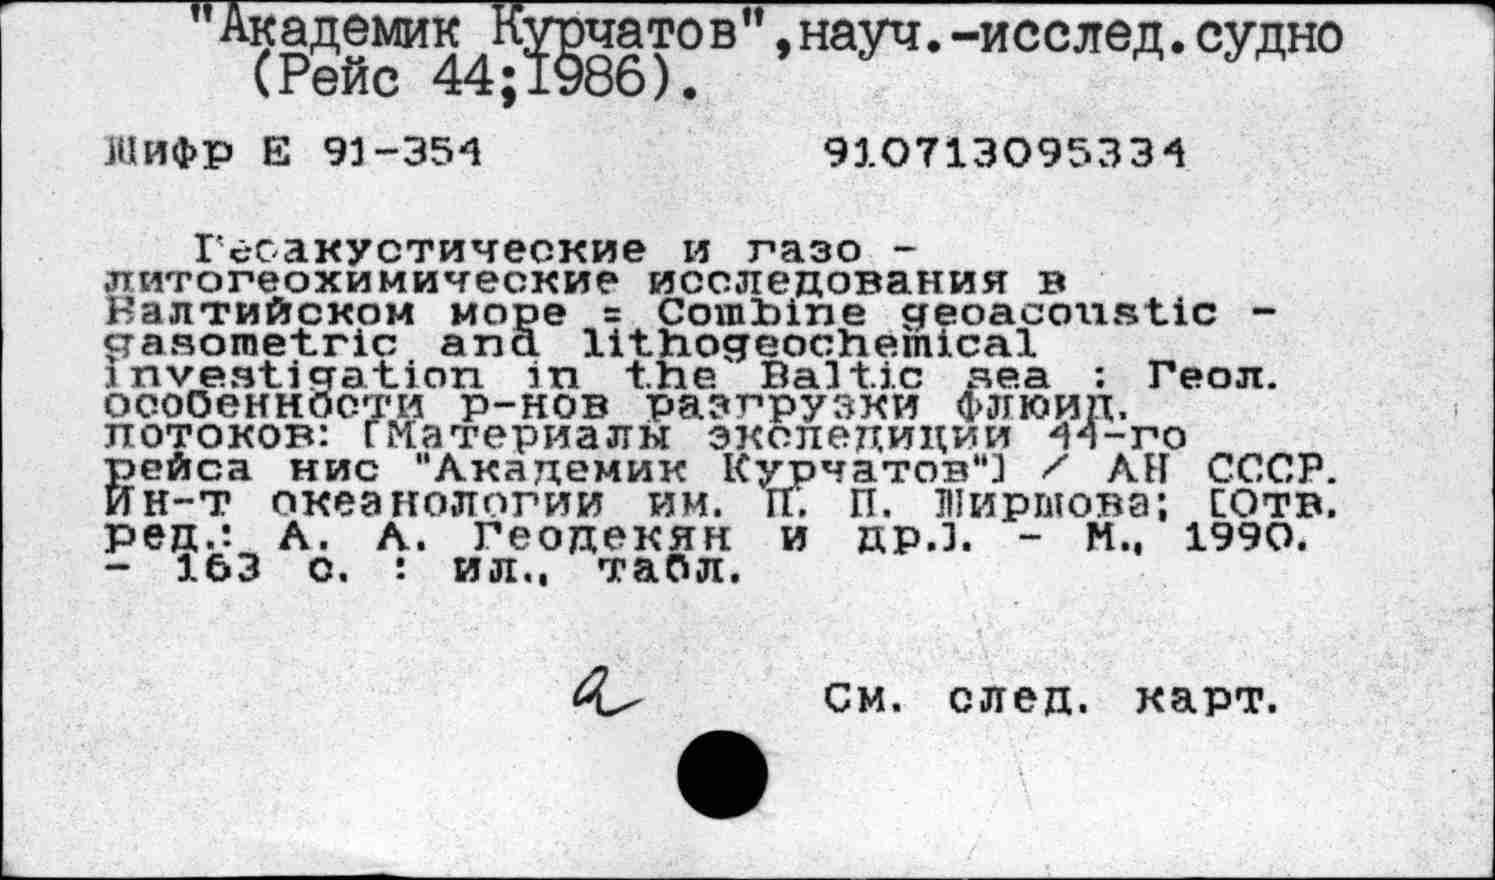 "Академик Курчатов",науч.-исслед.судно
(Рейс 44;1986).
Шифр Е 91-354 910713095334
Геоакустические и газо -
литогеохимические исследования в
Балтийском море = Combine geoacoustic -
gasometric and lithogeochemical
investigation in the Baltic sea : Геол.
особенности р-нов разгрузки флюид.
потоков: [Материалы экспедиции 44-го
рейса нис "Академик Курчатов"] / АН СССР.
Ин-т океанологии им. П. П. Ширшова; [Отв.
ред.: А. А. Геодекян и др.]. - М., 1990.
- 163 с. : ил., табл.
а
См. след. карт.